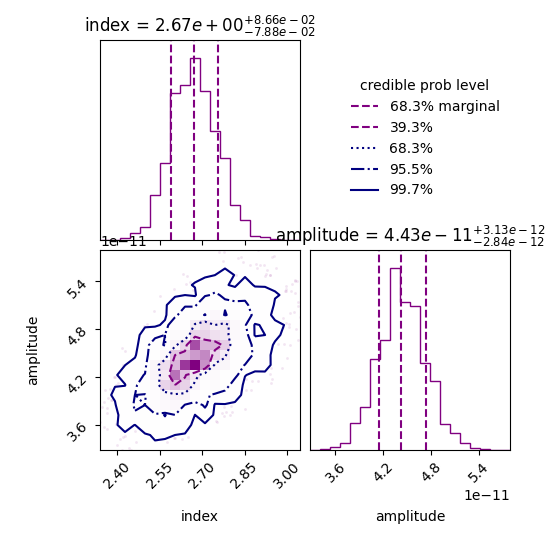 index = 2.67e+00 +8.66e−02 −7.88e−02
credible prob level
68.3% marginal
39.3%
68.3%
95.5%
99.7%
1e−11
amplitude = 4.43e−11 +3.13e−12 −2.84e−12
amplitude
5.4
4.8
4.2
3.6
2.40 2.55 2.70 2.85 3.00
index
3.6 4.2 4.8 5.4
1e−11
amplitude